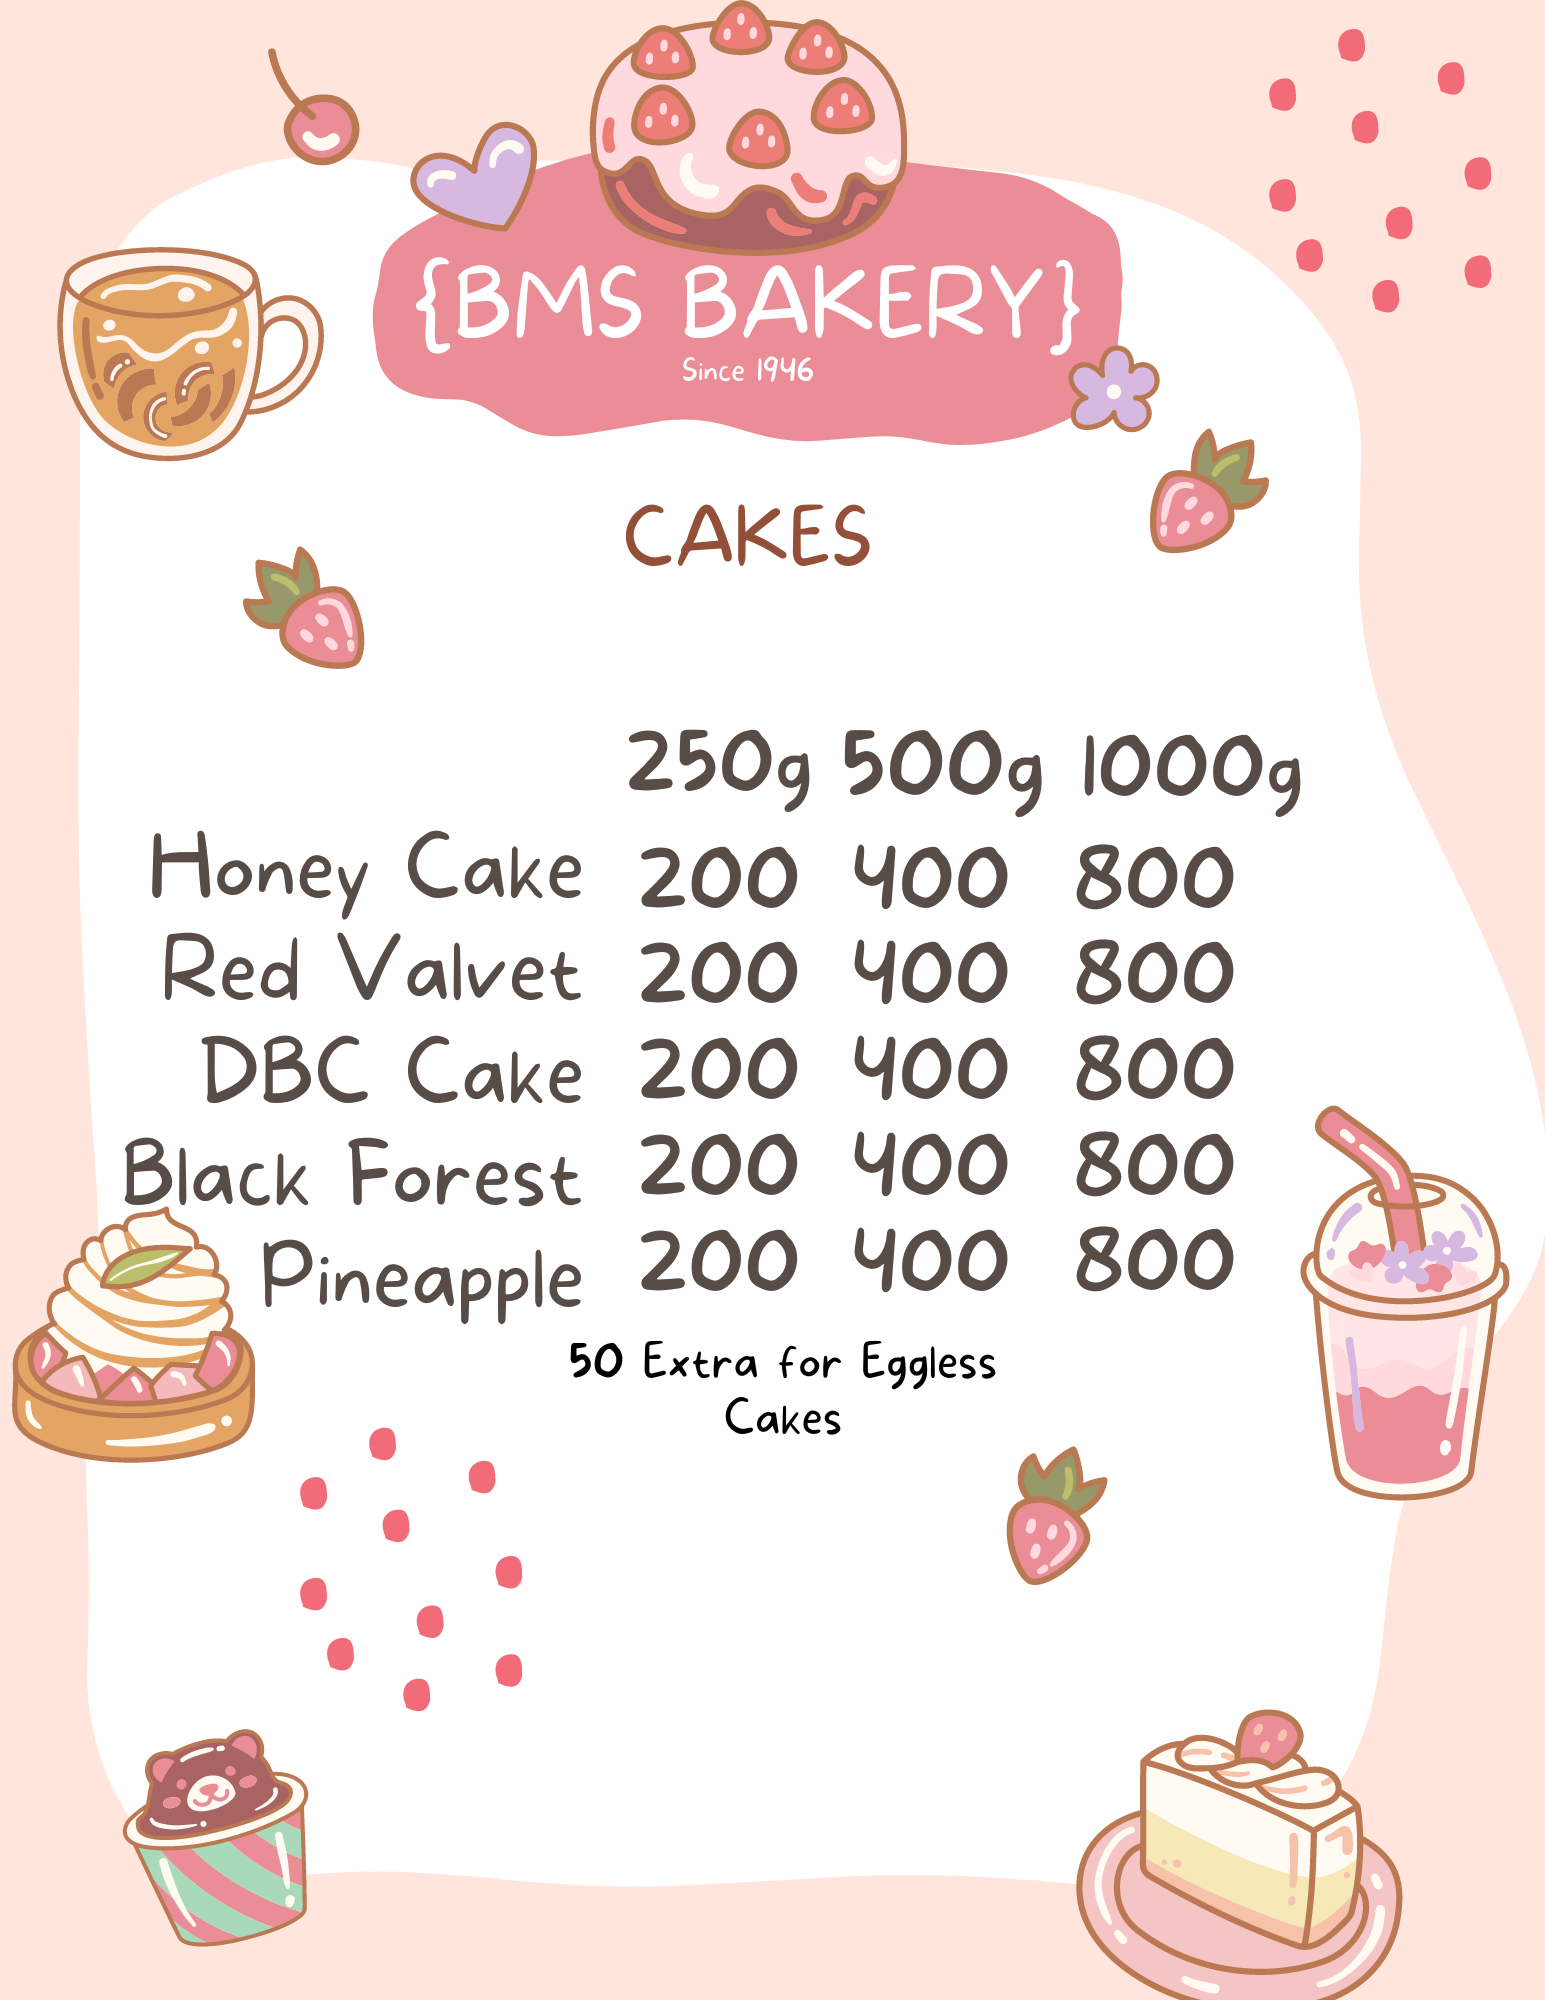 {BMS BAKERY}
Since 1946
CAKES
250g 500g 1000g
Honey Cake 200 400 800
Red Valvet 200 400 800
DBC Cake 200 400 800
Black Forest 200 400 800
Pineapple 200 400 800
50 Extra for Eggless
Cakes